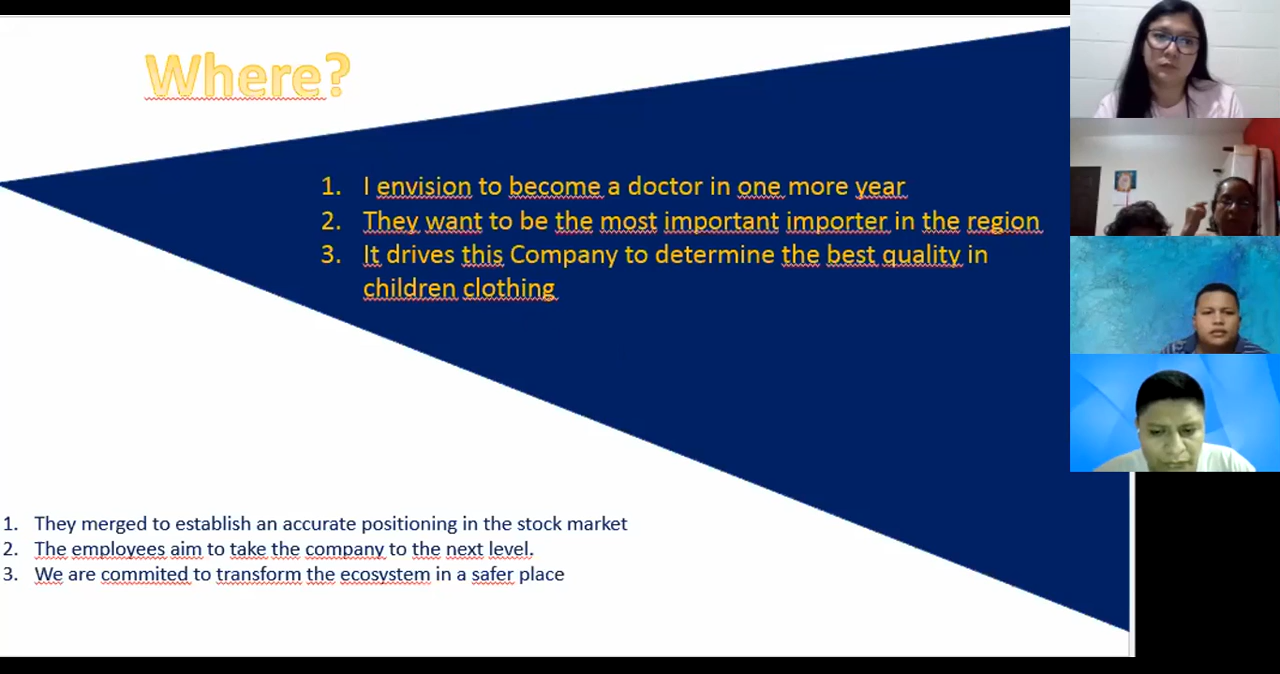 Where?
1. I envision to become a doctor in one more year
2. They want to be the most important importer in the region
3. It drives this Company to determine the best quality in
children clothing
1. They merged to establish an accurate positioning in the stock market
2. The employees aim to take the company to the next level.
3. We are commited to transform the ecosystem in a safer place